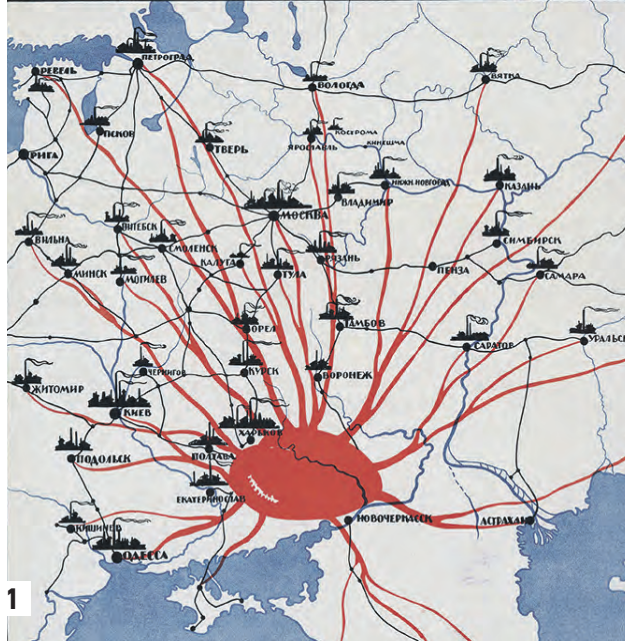 ПЕТРОГРАД
РЕВЕЛЬ
ВОЛОГДА
ВЯТКА
ПСКОВ
ТВЕРЬ
ЯРОСЛАВЛЬ
КОСТРОМА
КИНЕШМА
РИГА
ВЛАДИМИР
НИЖН. НОВГОРОД
КАЗАНЬ
МОСКВА
ВИЛЬНА
ВИТЕБСК
СМОЛЕНСК
КАЛУГА
РЯЗАНЬ
СИМБИРСК
МИНСК
МОГИЛЕВ
ТУЛА
ПЕНЗА
САМАРА
ОРЕЛ
ТАМБОВ
САРАТОВ
УРАЛЬСК
ЖИТОМИР
ЧЕРНИГОВ
КУРСК
ВОРОНЕЖ
КИЕВ
ХАРЬКОВ
ПОДОЛЬСК
ПОЛТАВА
ЕКАТЕРИНОСЛАВ
КИШИНЕВ
НОВОЧЕРКАССК
АСТРАХАНЬ
ОДЕССА
1